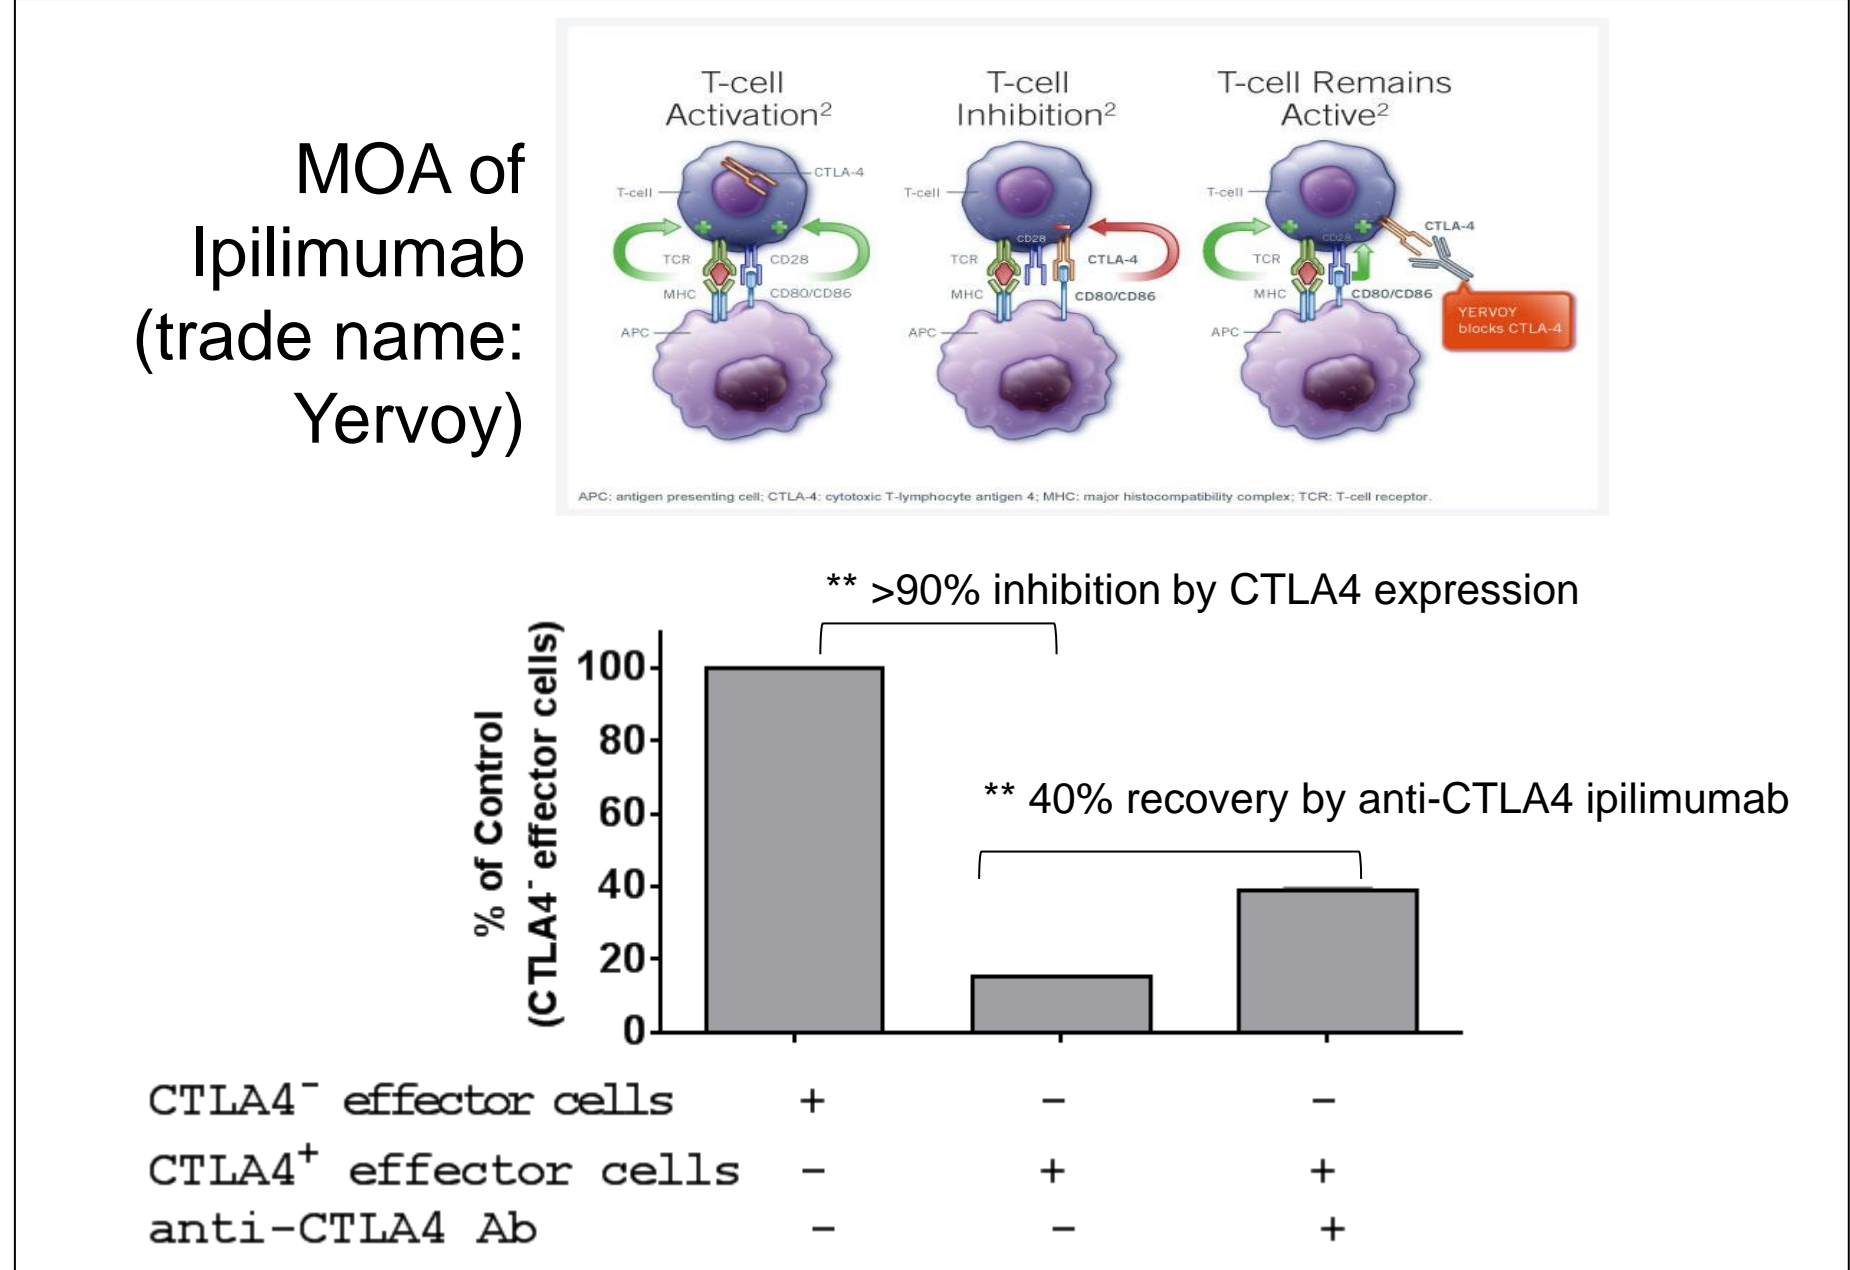 MOA of
Ipilimumab
(trade name:
Yervoy)
T-cell
Activation²
T-cell
Inhibition²
T-cell Remains
Active²
CTLA-4
T-cell
TCR
CD28
MHC
CD80/CD86
APC
T-cell
CD28
TCR
CTLA-4
MHC
CD80/CD86
APC
T-cell
CTLA-4
CD28
TCR
MHC
CD80/CD86
YERVOY
blocks CTLA-4
APC
APC: antigen presenting cell; CTLA-4: cytotoxic T-lymphocyte antigen 4; MHC: major histocompatibility complex; TCR: T-cell receptor.
** >90% inhibition by CTLA4 expression
** 40% recovery by anti-CTLA4 ipilimumab
% of Control
(CTLA4⁻ effector cells)
100
80
60
40
20
0
CTLA4⁻ effector cells + − −
CTLA4⁺ effector cells − + +
anti-CTLA4 Ab − − +